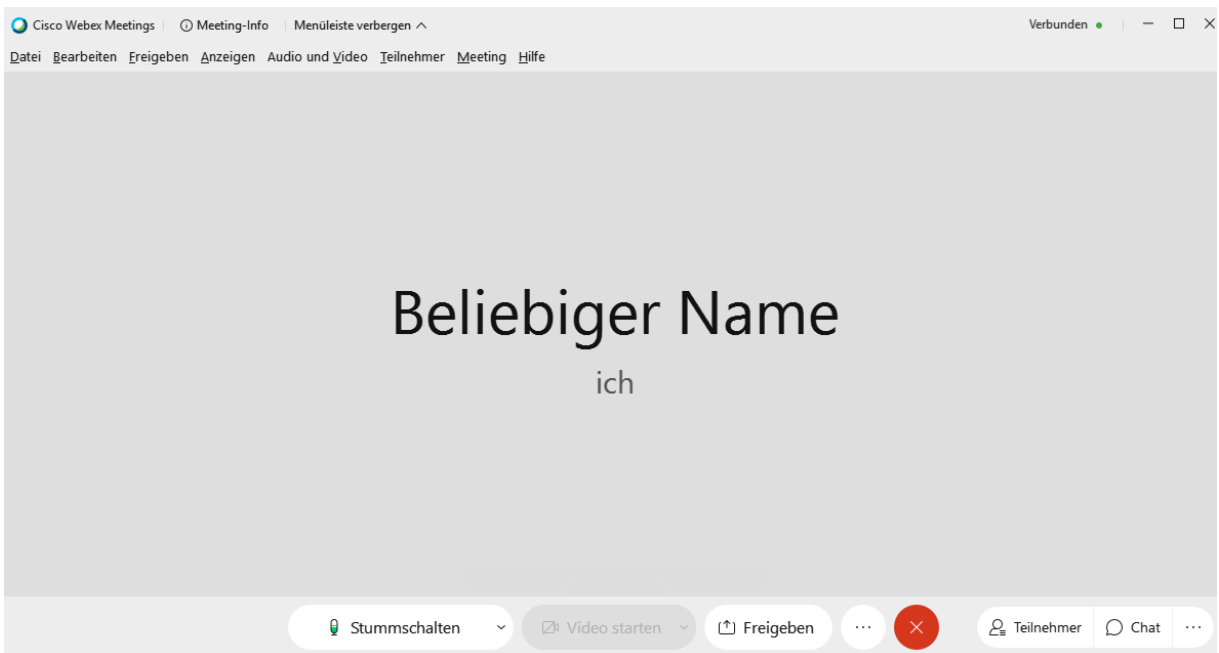 Cisco Webex Meetings Meeting-Info Menüleiste verbergen Verbunden
Datei Bearbeiten Freigeben Anzeigen Audio und Video Teilnehmer Meeting Hilfe
Beliebiger Name
ich
Stummschalten Video starten Freigeben ... Teilnehmer Chat ...